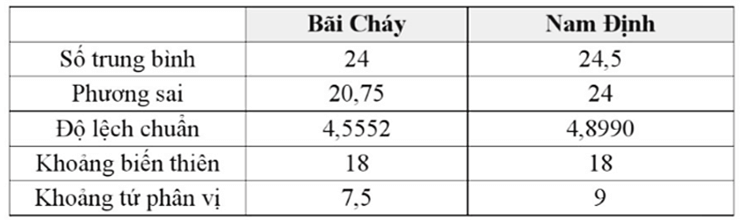 Bãi Cháy Nam Định
Số trung bình 24 24,5
Phương sai 20,75 24
Độ lệch chuẩn 4,5552 4,8990
Khoảng biến thiên 18 18
Khoảng tứ phân vị 7,5 9